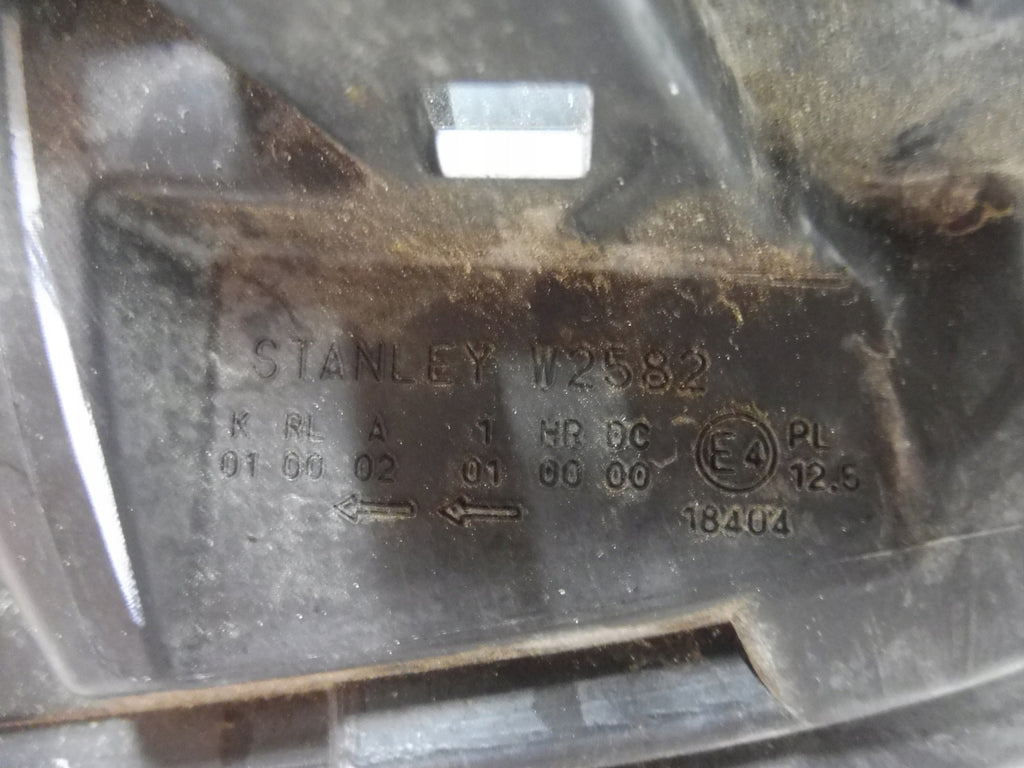 STANLEY W2582
K RL A 1 HR DC E4 PL
01 00 02 01 00 00 12.5
← ← 18404